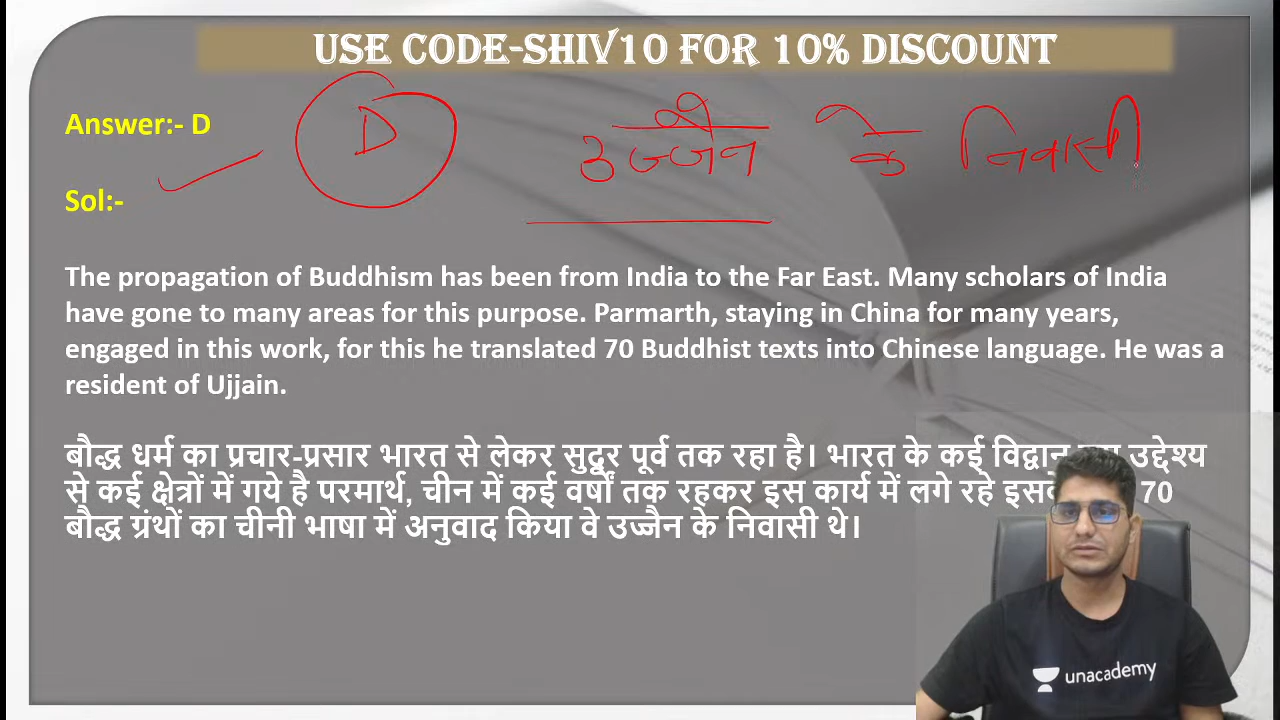 USE CODE-SHIV10 FOR 10% DISCOUNT
Answer:- D
D
उज्जैन के निवासी
Sol:-
The propagation of Buddhism has been from India to the Far East. Many scholars of India
have gone to many areas for this purpose. Parmarth, staying in China for many years,
engaged in this work, for this he translated 70 Buddhist texts into Chinese language. He was a
resident of Ujjain.
बौद्ध धर्म का प्रचार-प्रसार भारत से लेकर सुदूर पूर्व तक रहा है। भारत के कई विद्वान उद्देश्य
से कई क्षेत्रों में गये है परमार्थ, चीन में कई वर्षों तक रहकर इस कार्य में लगे रहे 70
बौद्ध ग्रंथों का चीनी भाषा में अनुवाद किया वे उज्जैन के निवासी थे।
unacademy